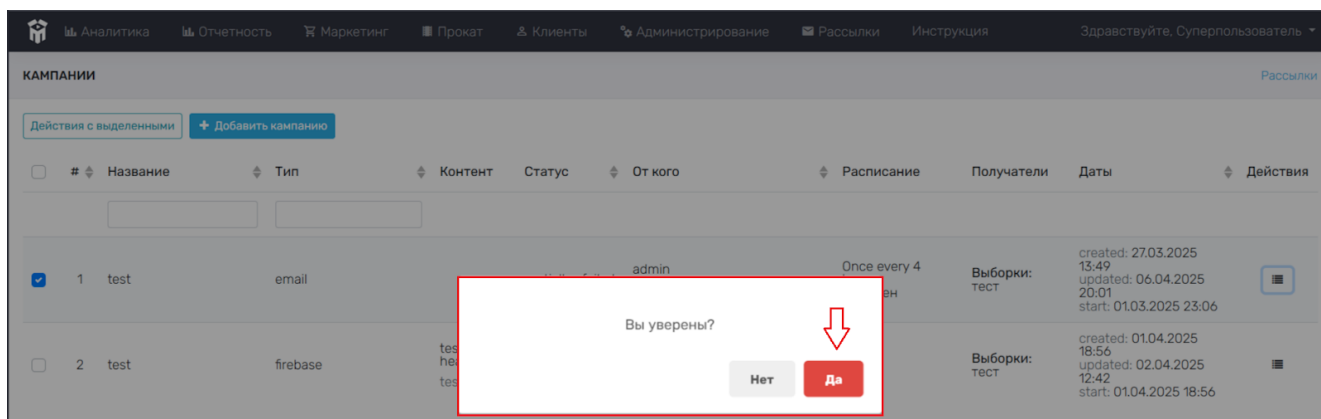 Аналитика Отчетность Маркетинг Прокат Клиенты Администрирование Рассылки Инструкция Здравствуйте, Суперпользователь
КАМПАНИИ Рассылки
Действия с выделенными + Добавить кампанию
# Название Тип Контент Статус От кого Расписание Получатели Даты Действия
1 test email admin
Once every 4
ен
Выборки:
тест
created: 27.03.2025
13:49
updated: 06.04.2025
20:01
start: 01.03.2025 23:06
Вы уверены?
Нет Да
2 test firebase
tes
hea
tes
Выборки:
тест
created: 01.04.2025
18:56
updated: 02.04.2025
12:42
start: 01.04.2025 18:56